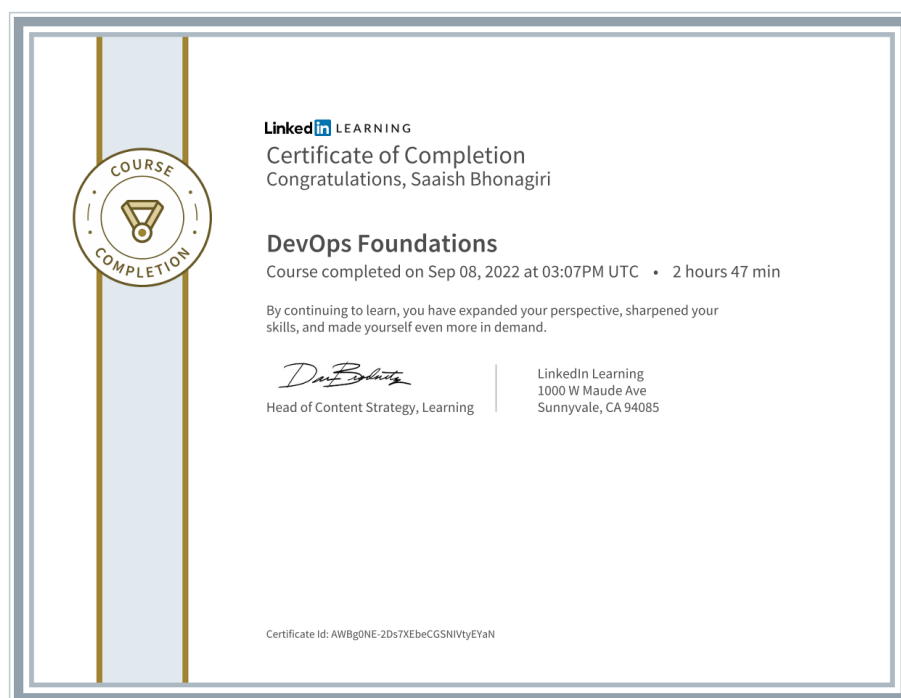 COURSE
COMPLETION
Linked in LEARNING
Certificate of Completion
Congratulations, Saaish Bhonagiri
DevOps Foundations
Course completed on Sep 08, 2022 at 03:07PM UTC • 2 hours 47 min
By continuing to learn, you have expanded your perspective, sharpened your
skills, and made yourself even more in demand.
Head of Content Strategy, Learning
LinkedIn Learning
1000 W Maude Ave
Sunnyvale, CA 94085
Certificate Id: AWBg0NE-2Ds7XEbeCGSNIVtyEYaN